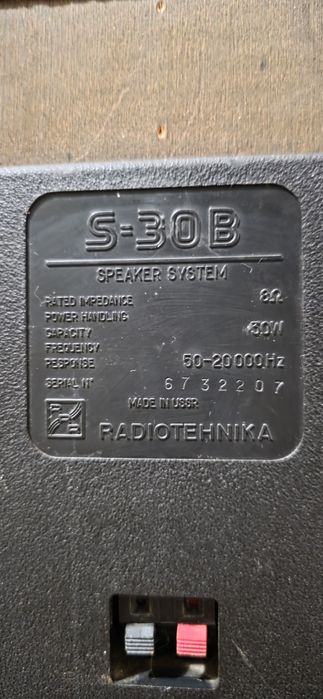 S-30B
SPEAKER SYSTEM
RATED IMPEDANCE 8Ω
POWER HANDLING
CAPACITY 30W
FREQUENCY
RESPONSE 50-20000Hz
SERIAL Nº 6732207
MADE IN USSR
RADIOTEHNIKA